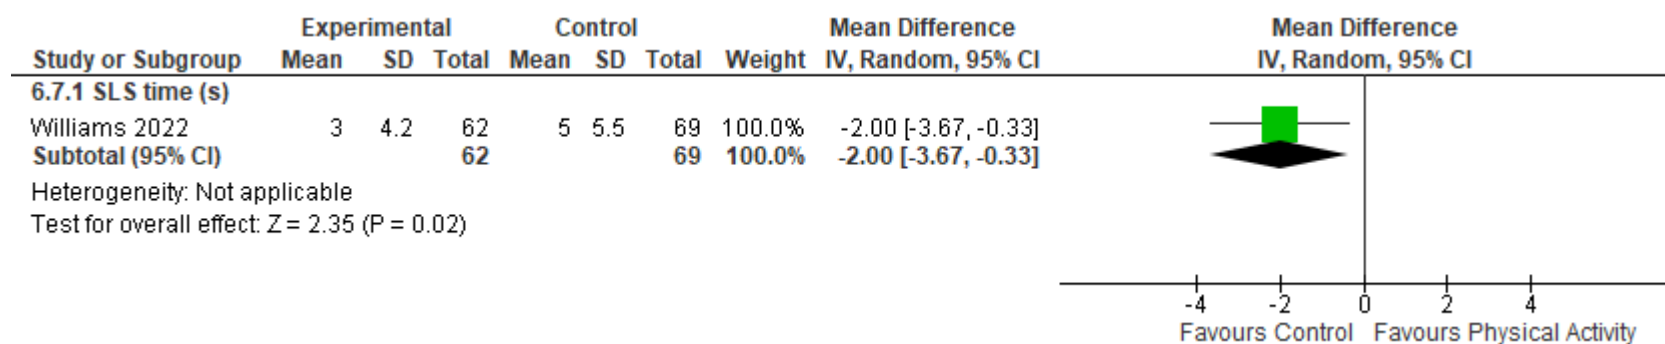 Experimental Control Mean Difference Mean Difference
Study or Subgroup Mean SD Total Mean SD Total Weight IV, Random, 95% CI IV, Random, 95% CI
6.7.1 SLS time (s)
Williams 2022 3 4.2 62 5 5.5 69 100.0% -2.00 [-3.67, -0.33]
Subtotal (95% CI) 62 69 100.0% -2.00 [-3.67, -0.33]
Heterogeneity: Not applicable
Test for overall effect: Z = 2.35 (P = 0.02)
-4 -2 0 2 4
Favours Control Favours Physical Activity